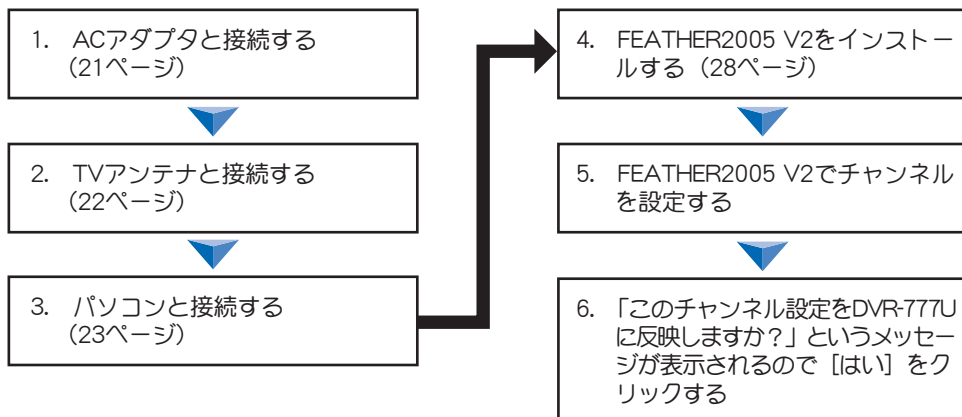 1. ACアダプタと接続する
(21ページ)
2. TVアンテナと接続する
(22ページ)
3. パソコンと接続する
(23ページ)
4. FEATHER2005 V2をインストー
ルする(28ページ)
5. FEATHER2005 V2でチャンネル
を設定する
6. 「このチャンネル設定をDVR-777U
に反映しますか?」というメッセー
ジが表示されるので[はい]をク
リックする